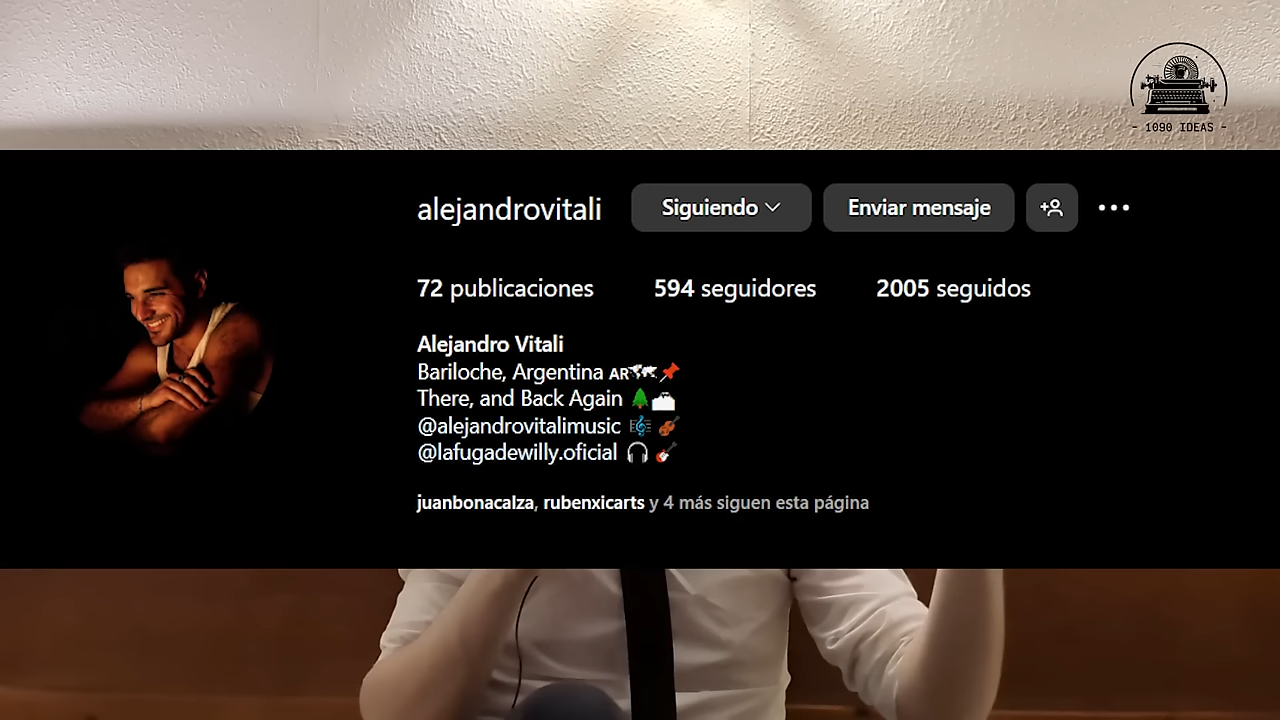 - 1090 IDEAS -
alejandrovitali Siguiendo Enviar mensaje
72 publicaciones 594 seguidores 2005 seguidos
Alejandro Vitali
Bariloche, Argentina AR🗺️📌
There, and Back Again 🌲🏔️
@alejandrovitalimusic 🎼 🎻
@lafugadewilly.oficial 🎧 🎸
juanbonacalza, rubenxicarts y 4 más siguen esta página